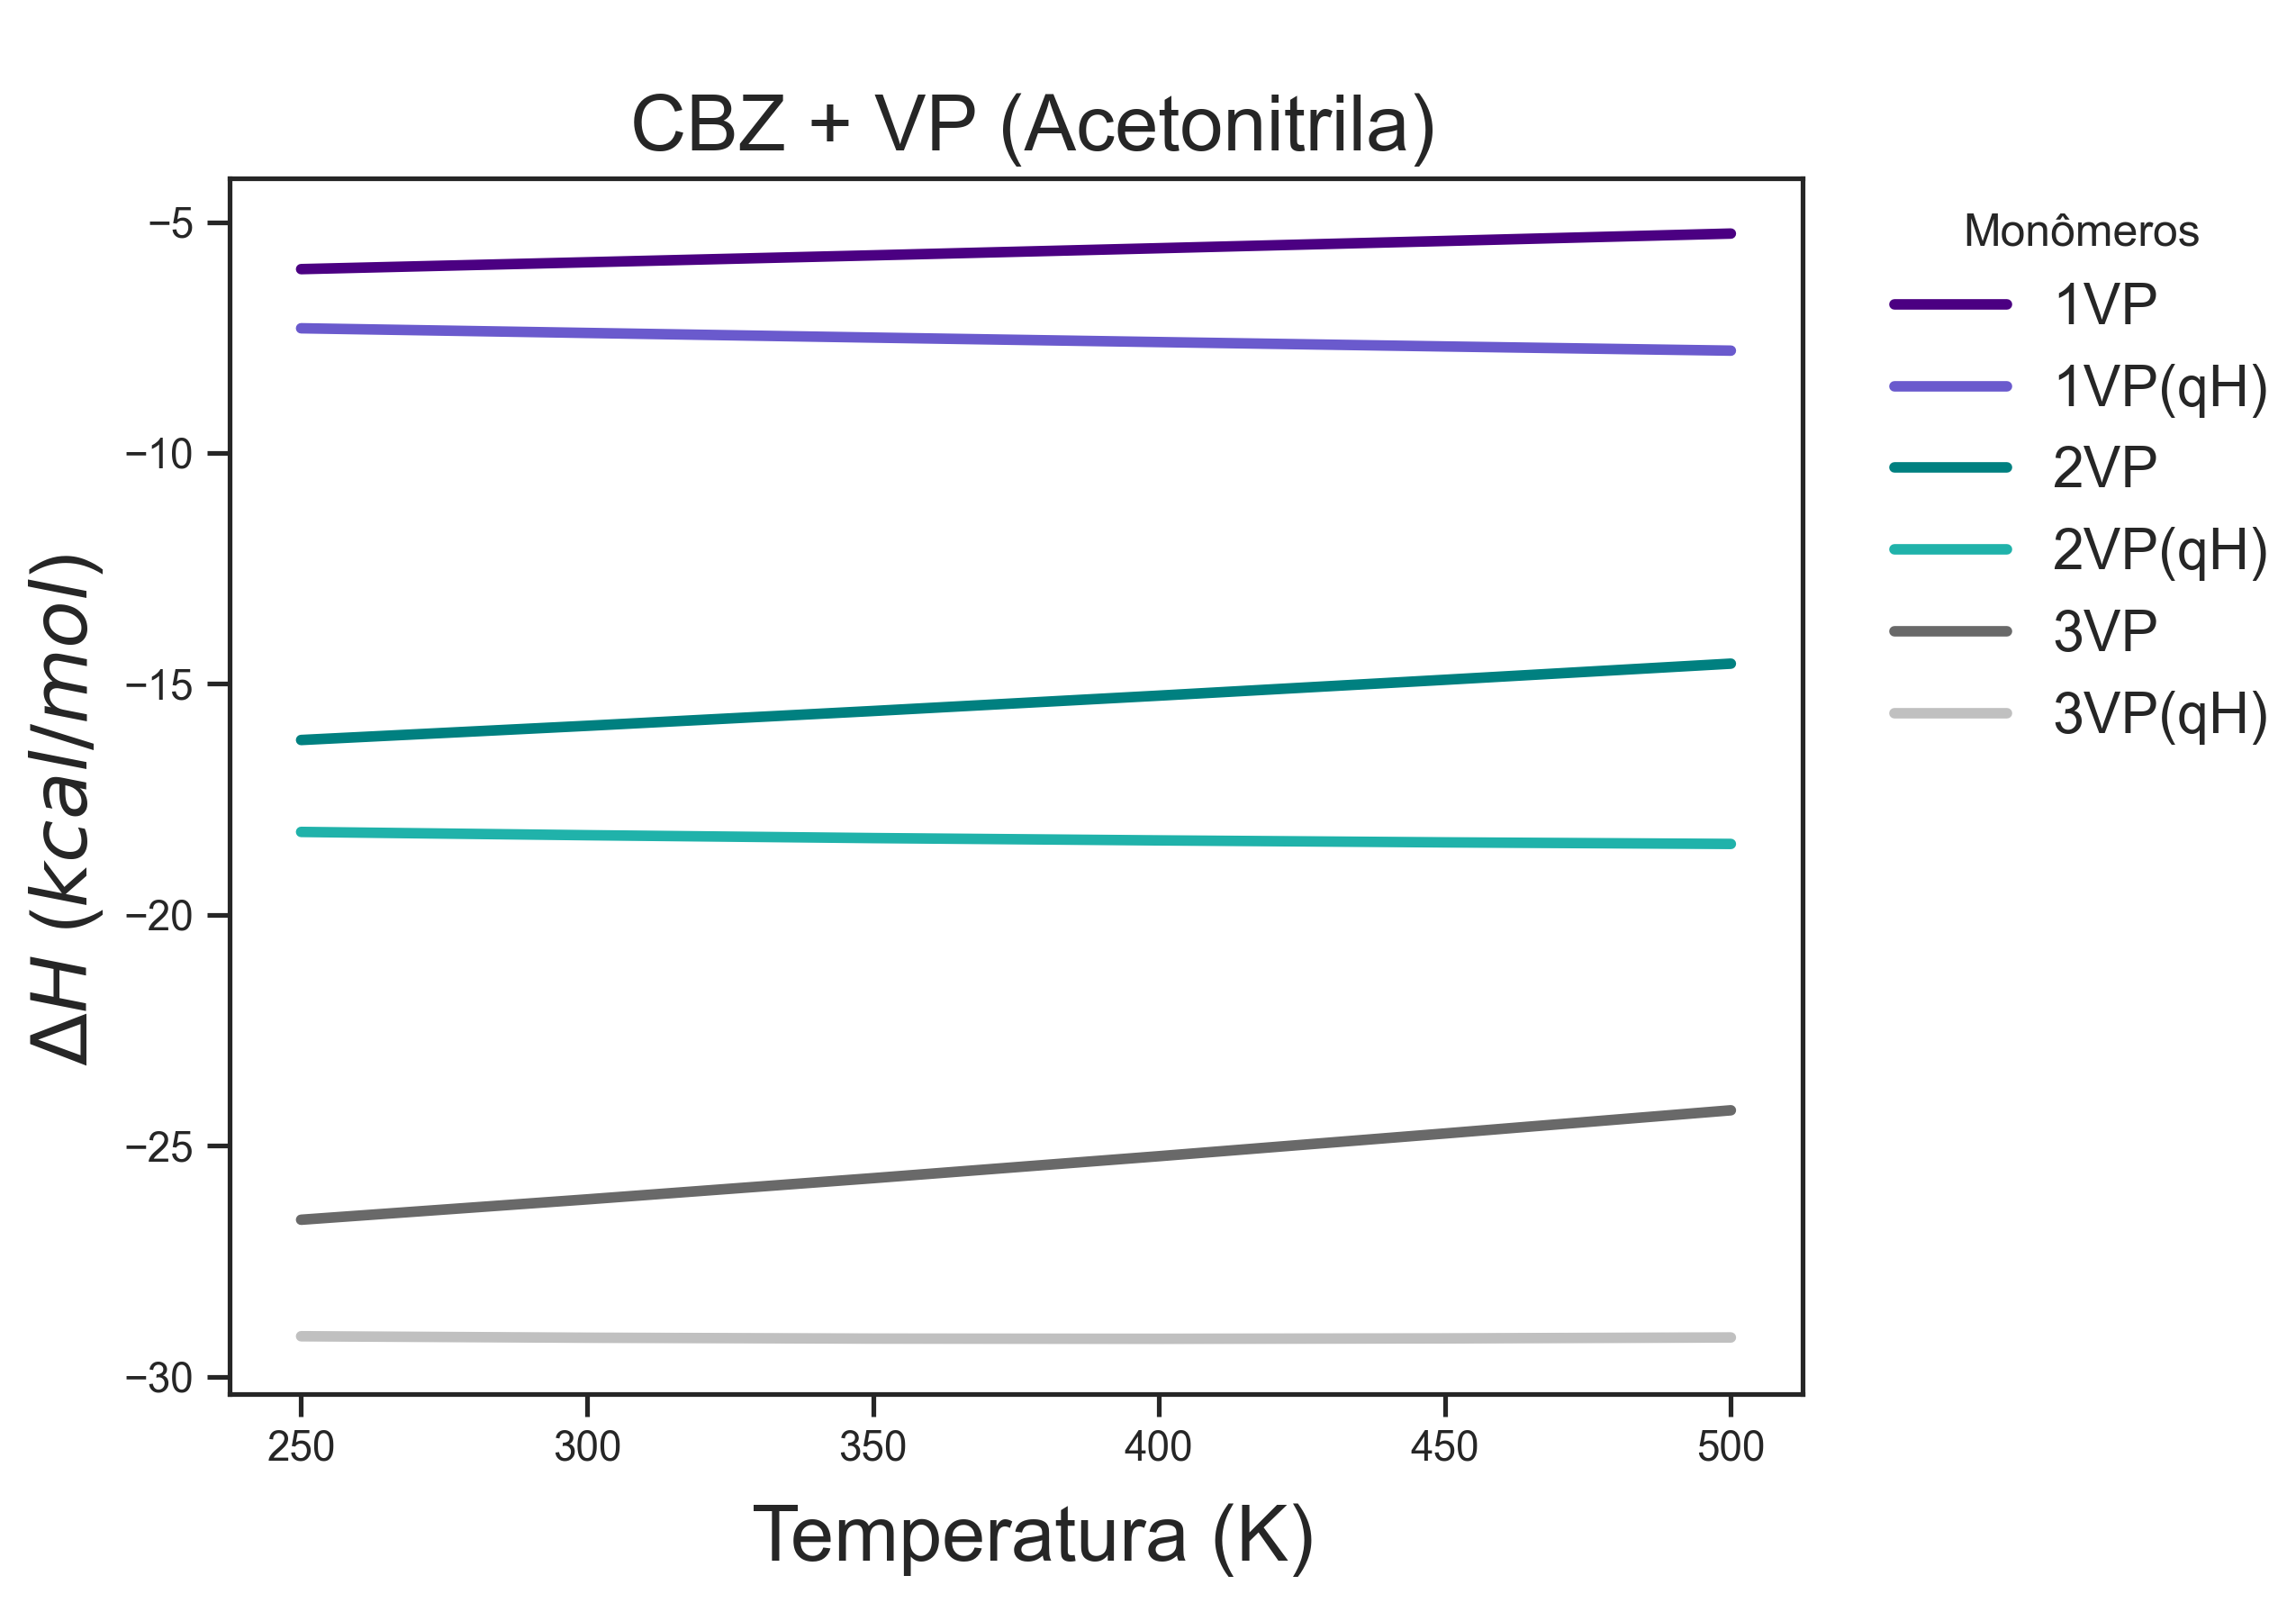 CBZ + VP (Acetonitrila)
ΔH (kcal/mol)
−5
−10
−15
−20
−25
−30
250 300 350 400 450 500
Temperatura (K)
Monômeros
1VP
1VP(qH)
2VP
2VP(qH)
3VP
3VP(qH)